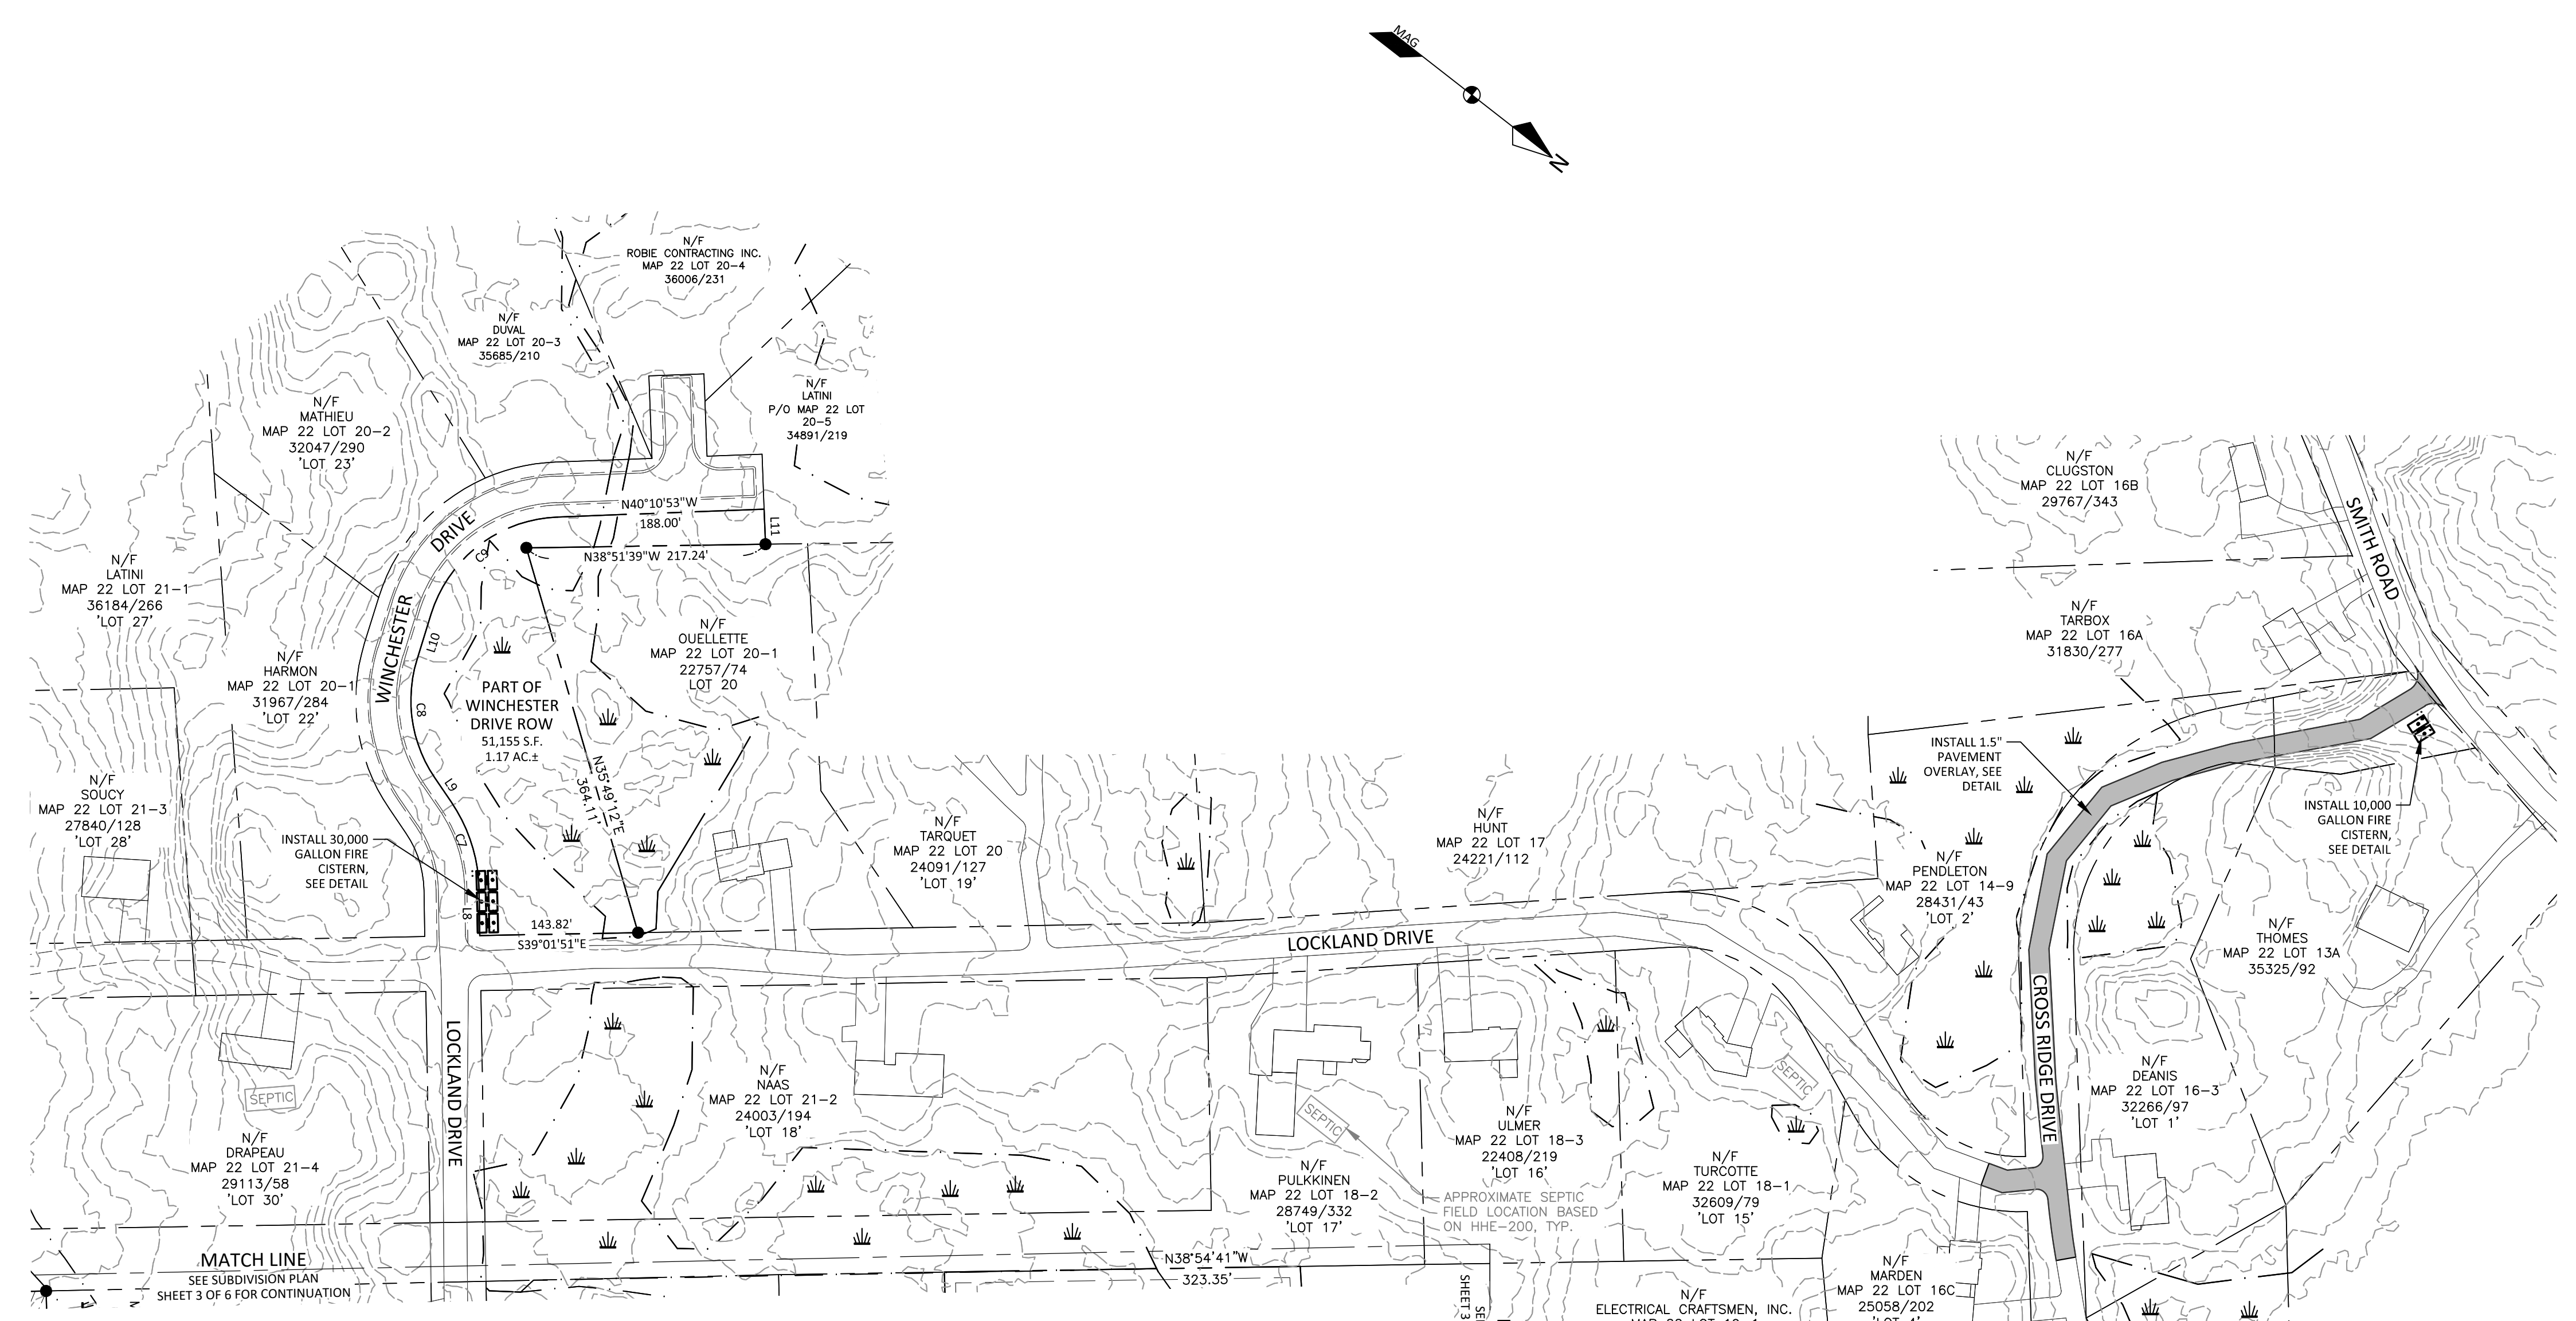 MAG
N
N/F
ROBIE CONTRACTING INC.
MAP 22 LOT 20-4
36006/231
N/F
DUVAL
MAP 22 LOT 20-3
35685/210
N/F
LATINI
P/O MAP 22 LOT
20-5
34891/219
N/F
MATHIEU
MAP 22 LOT 20-2
32047/290
'LOT 23'
N/F
CLUGSTON
MAP 22 LOT 16B
29767/343
SMITH ROAD
N40°10'53"W
188.00'
L11
WINCHESTER DRIVE
C9
N38°51'39"W 217.24'
N/F
LATINI
MAP 22 LOT 21-1
36184/266
'LOT 27'
N/F
TARBOX
MAP 22 LOT 16A
31830/277
L10
N/F
OUELLETTE
MAP 22 LOT 20-1
22757/74
LOT 20
N/F
HARMON
MAP 22 LOT 20-1
31967/284
'LOT 22'
C8
PART OF
WINCHESTER
DRIVE ROW
51,155 S.F.
1.17 AC.±
N35°49'12"E
364.11'
L9
C7
L8
INSTALL 1.5"
PAVEMENT
OVERLAY, SEE
DETAIL
N/F
SOUCY
MAP 22 LOT 21-3
27840/128
'LOT 28'
INSTALL 30,000
GALLON FIRE
CISTERN,
SEE DETAIL
N/F
TARQUET
MAP 22 LOT 20
24091/127
'LOT 19'
N/F
HUNT
MAP 22 LOT 17
24221/112
N/F
PENDLETON
MAP 22 LOT 14-9
28431/43
'LOT 2'
INSTALL 10,000
GALLON FIRE
CISTERN,
SEE DETAIL
143.82'
S39°01'51"E
LOCKLAND DRIVE
N/F
THOMES
MAP 22 LOT 13A
35325/92
CROSS RIDGE DRIVE
LOCKLAND DRIVE
SEPTIC
N/F
NAAS
MAP 22 LOT 21-2
24003/194
'LOT 18'
SEPTIC
SEPTIC
N/F
DEANIS
MAP 22 LOT 16-3
32266/97
'LOT 1'
N/F
DRAPEAU
MAP 22 LOT 21-4
29113/58
'LOT 30'
N/F
PULKKINEN
MAP 22 LOT 18-2
28749/332
'LOT 17'
N/F
ULMER
MAP 22 LOT 18-3
22408/219
'LOT 16'
APPROXIMATE SEPTIC
FIELD LOCATION BASED
ON HHE-200, TYP.
N/F
TURCOTTE
MAP 22 LOT 18-1
32609/79
'LOT 15'
MATCH LINE
SEE SUBDIVISION PLAN
SHEET 3 OF 6 FOR CONTINUATION
N38°54'41"W
323.35'
SHEET 3
N/F
ELECTRICAL CRAFTSMEN, INC.
N/F
MARDEN
MAP 22 LOT 16C
25058/202